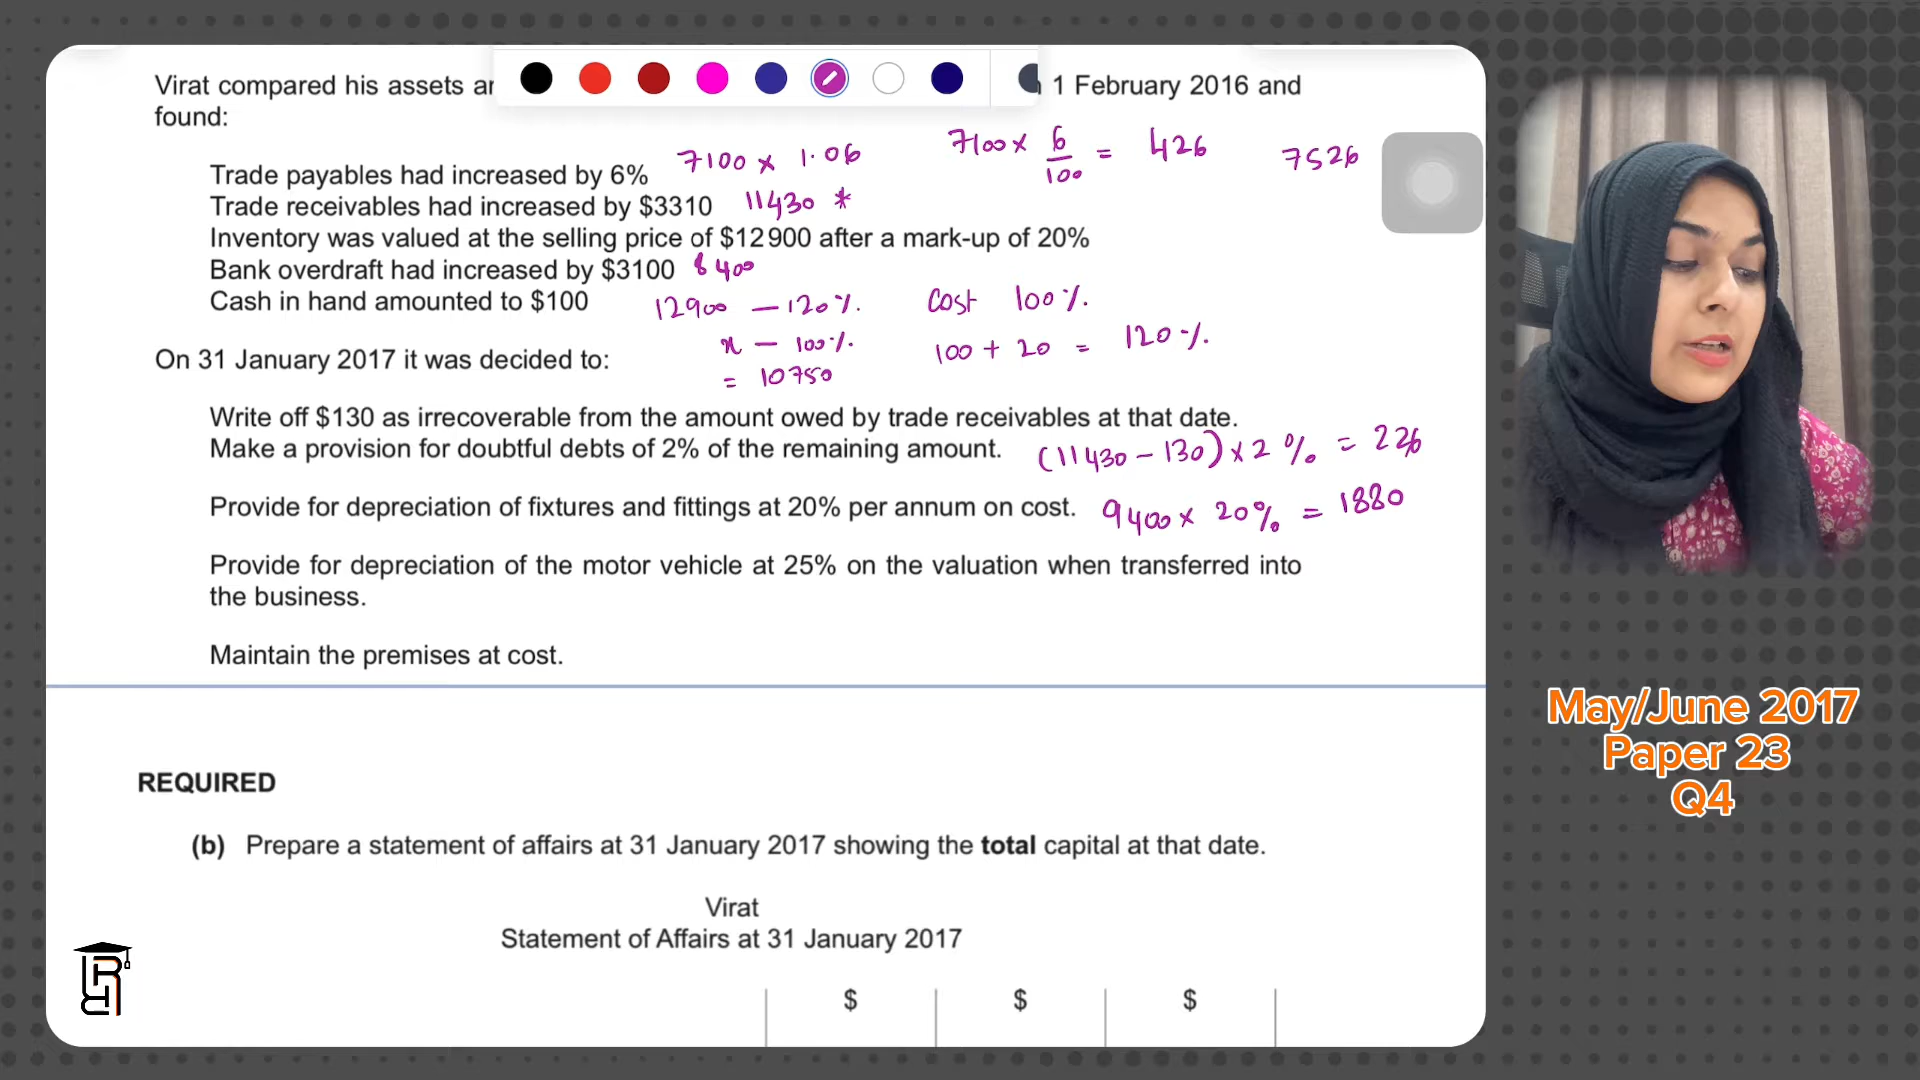 Virat compared his assets ar 1 February 2016 and
found:
7100 x 1.06
7100 x 6/100 = 426
7526
Trade payables had increased by 6%
Trade receivables had increased by $3310 11430 *
Inventory was valued at the selling price of $12900 after a mark-up of 20%
Bank overdraft had increased by $3100 8400
Cash in hand amounted to $100
12900 — 120%.
Cost 100%.
x — 100%.
100 + 20 = 120%.
= 10750
On 31 January 2017 it was decided to:
Write off $130 as irrecoverable from the amount owed by trade receivables at that date.
Make a provision for doubtful debts of 2% of the remaining amount. (11430 - 130) x 2% = 226
Provide for depreciation of fixtures and fittings at 20% per annum on cost. 9400 x 20% = 1880
Provide for depreciation of the motor vehicle at 25% on the valuation when transferred into
the business.
Maintain the premises at cost.
May/June 2017
Paper 23
Q4
REQUIRED
(b) Prepare a statement of affairs at 31 January 2017 showing the total capital at that date.
Virat
Statement of Affairs at 31 January 2017
$ $ $